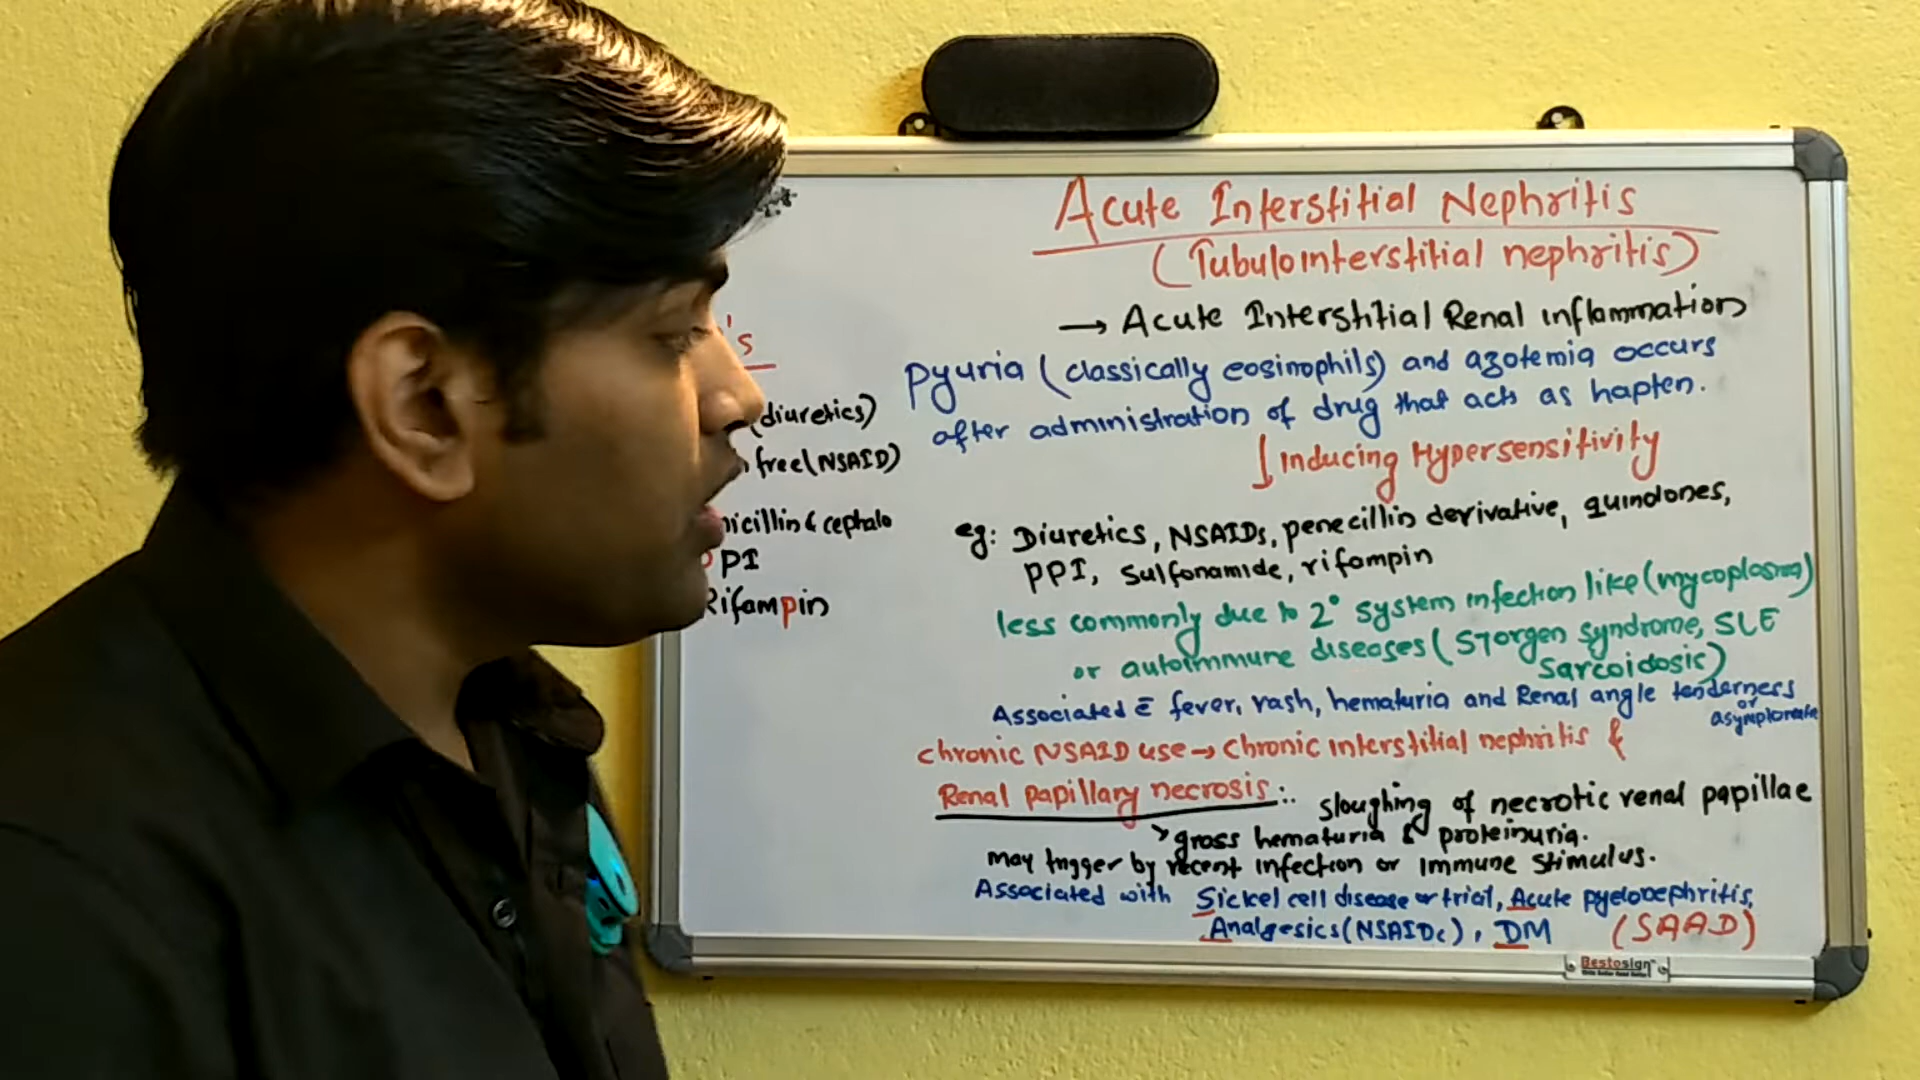 Acute Interstitial Nephritis
(Tubulointerstitial nephritis)
→ Acute Interstitial Renal inflammation
Pyuria (classically eosinophils) and azotemia occurs
after administration of drug that acts as hapten.
↓ Inducing Hypersensitivity
eg: Diuretics, NSAIDs, penecillin derivative, quinolones,
PPI, sulfonamide, rifampin
less commonly due to 2° system infection like (mycoplasma)
or autoimmune diseases (Sjorgen syndrome, SLE
Sarcoidosis)
Associated c̄ fever, rash, hematuria and Renal angle tenderness
or
chronic NSAID use → chronic interstitial nephritis &
Renal papillary necrosis :. sloughing of necrotic renal papillae
> gross hematuria & proteinuria.
may trigger by recent infection or immune stimulus.
Associated with Sickel cell disease or trial, Acute pyelonephritis,
Analgesics (NSAIDs), DM (SAAD)
's
(diuretics)
free (NSAID)
icillin & cephalo
PPI
Rifampin
Bestosign